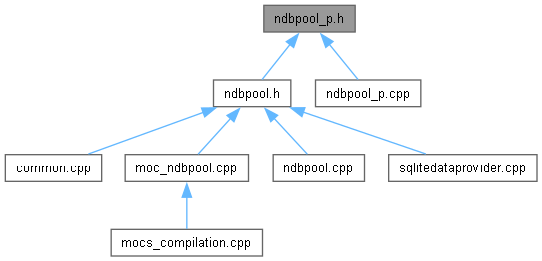 ndbpool_p.h
ndbpool.h
ndbpool_p.cpp
common.cpp
moc_ndbpool.cpp
ndbpool.cpp
sqlitedataprovider.cpp
mocs_compilation.cpp